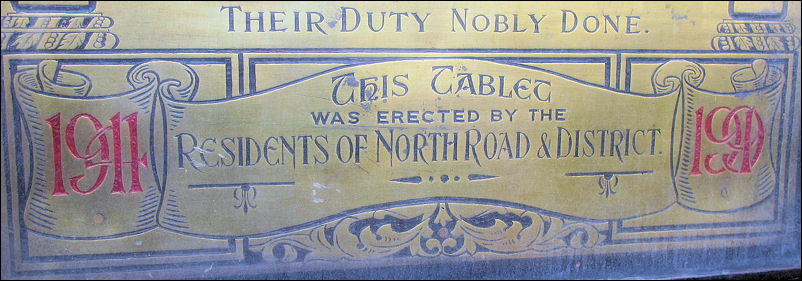 THEIR DUTY NOBLY DONE.
THIS TABLET
WAS ERECTED BY THE
1914 RESIDENTS OF NORTH ROAD & DISTRICT. 1919